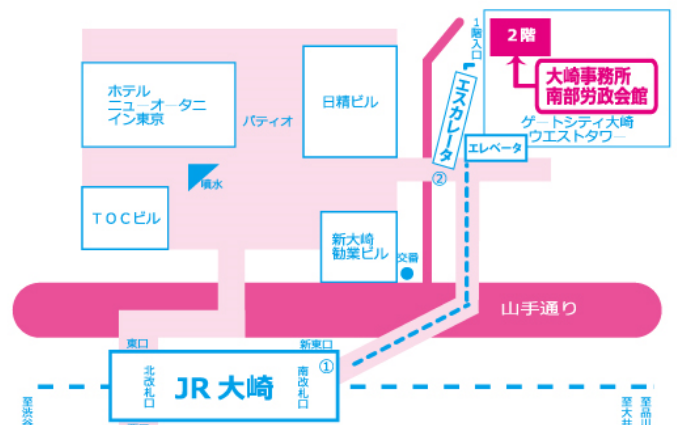 1階入口
2階
大崎事務所
南部労政会館
ゲートシティ大崎
ウエストタワー
エスカレータ
エレベータ
②
ホテル
ニューオータニ
イン東京
パティオ
日精ビル
噴水
TOCビル
新大崎
勧業ビル
交番
山手通り
東口
新東口
①
北改札口
JR 大崎
南改札口
至渋谷
至大井
至品川